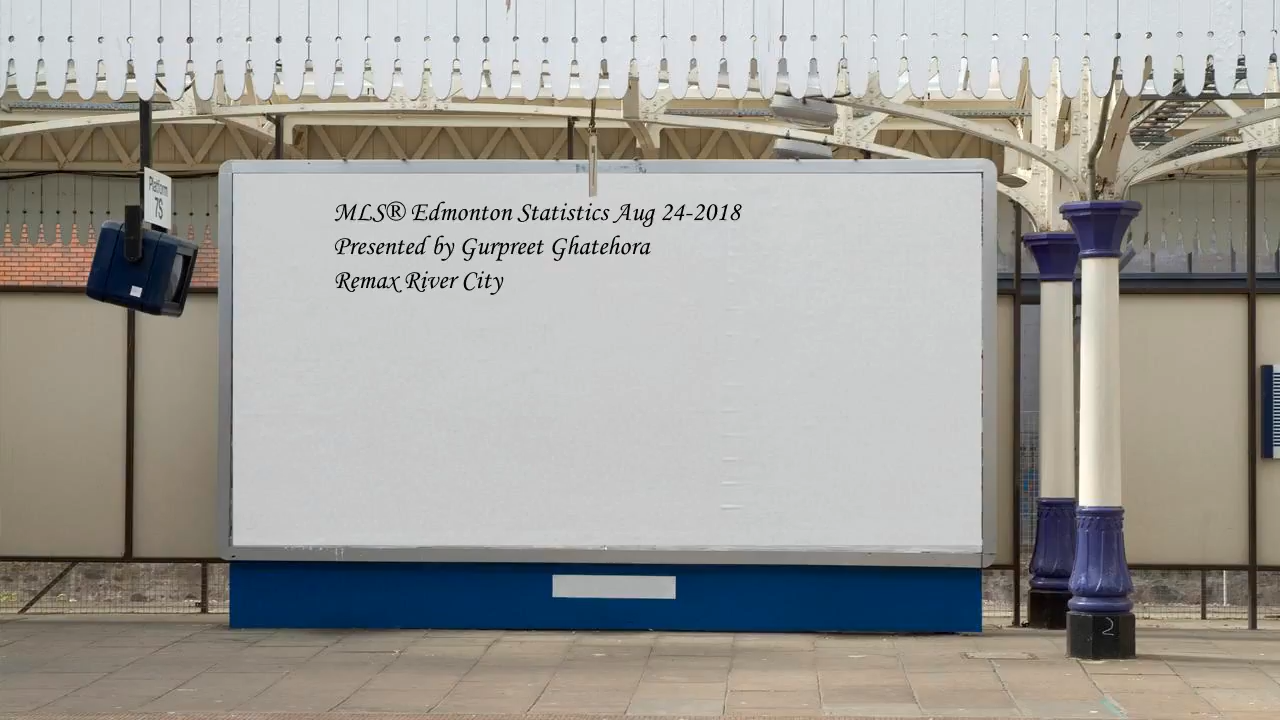 MLS® Edmonton Statistics Aug 24-2018
Presented by Gurpreet Ghatehora
Remax River City
Platform
7S
2